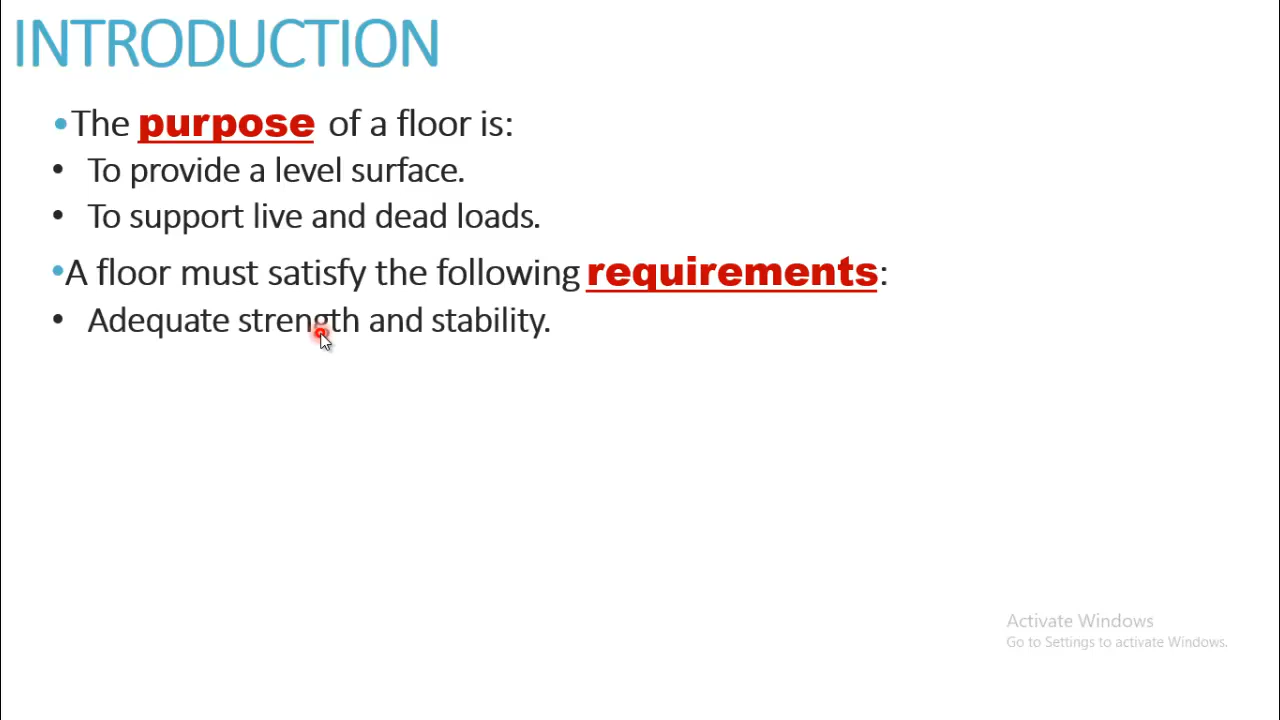 INTRODUCTION
•The purpose of a floor is:
• To provide a level surface.
• To support live and dead loads.
•A floor must satisfy the following requirements:
• Adequate strength and stability.
Activate Windows
Go to Settings to activate Windows.